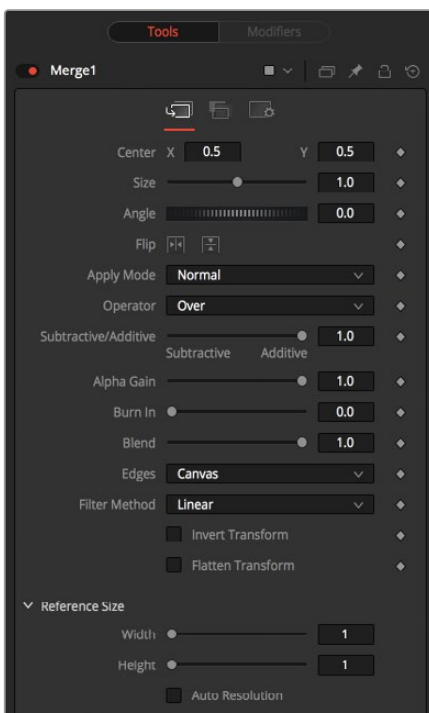 Tools Modifiers
Merge1
Center X 0.5 Y 0.5
Size 1.0
Angle 0.0
Flip
Apply Mode Normal
Operator Over
Subtractive/Additive 1.0
Subtractive Additive
Alpha Gain 1.0
Burn In 0.0
Blend 1.0
Edges Canvas
Filter Method Linear
Invert Transform
Flatten Transform
Reference Size
Width 1
Height 1
Auto Resolution